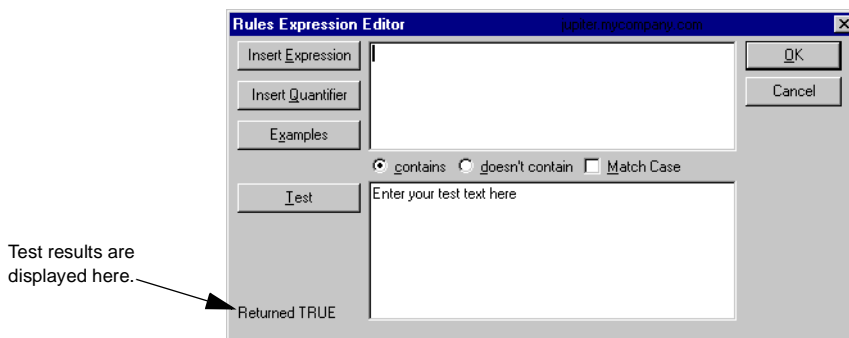 Rules Expression Editor jupiter.mycompany.com
Insert Expression
OK
Insert Quantifier
Cancel
Examples
contains doesn't contain Match Case
Test
Enter your test text here
Test results are
displayed here.
Returned TRUE